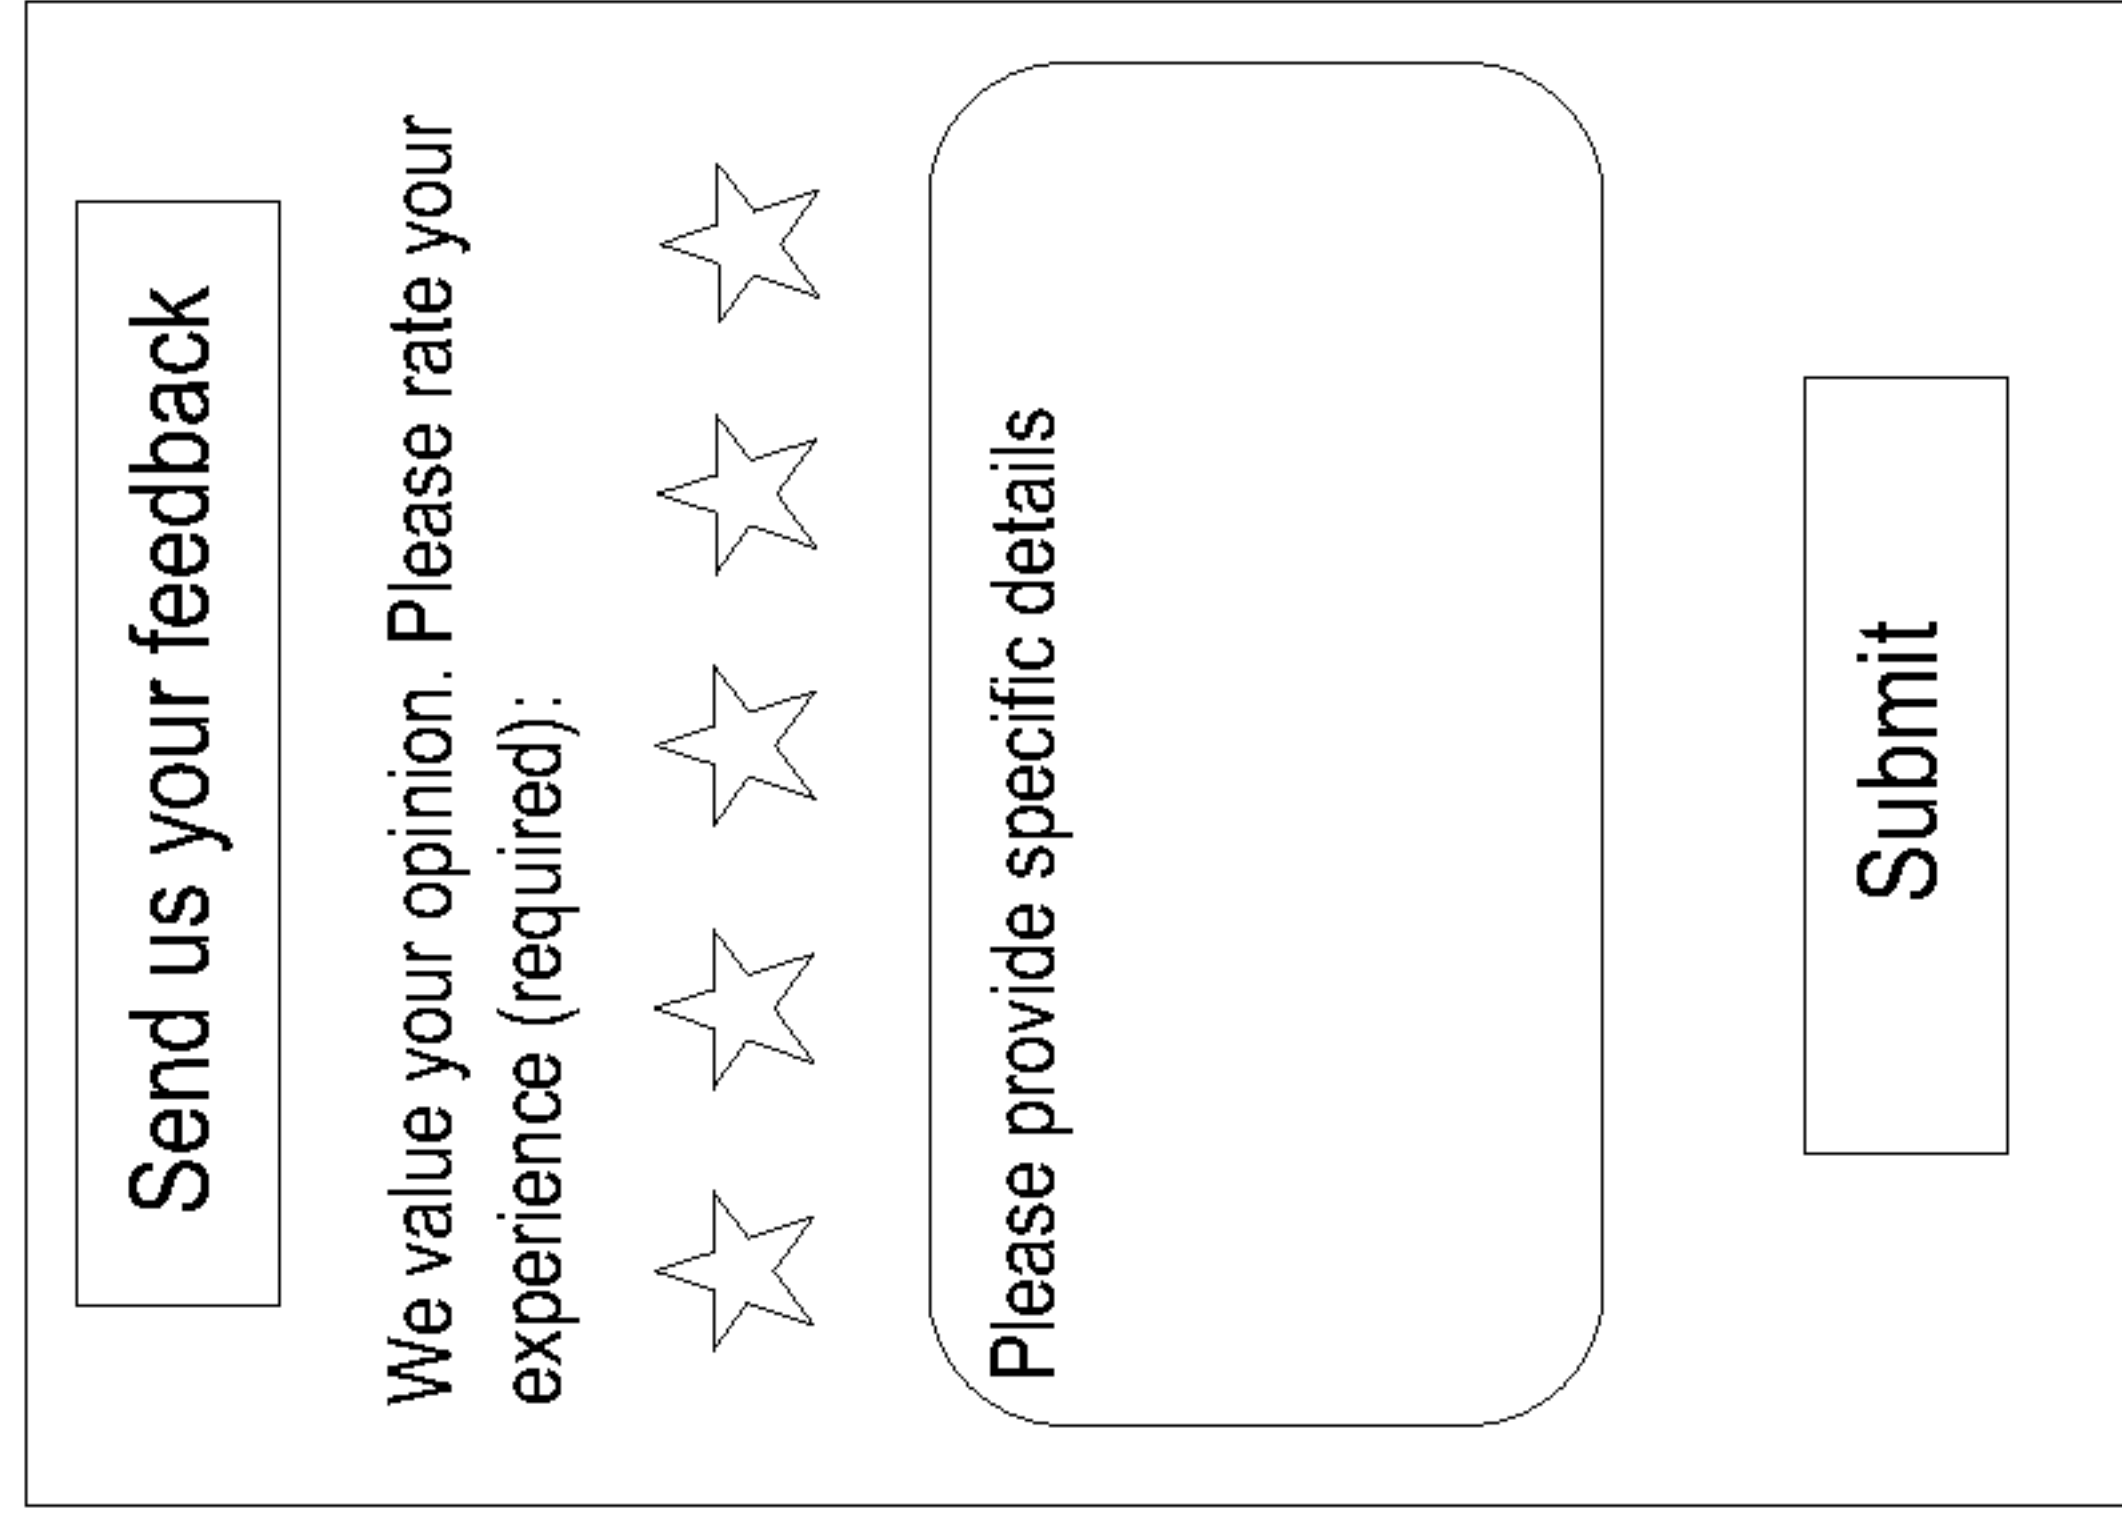 Send us your feedback
We value your opinion. Please rate your
experience (required):
Please provide specific details
Submit